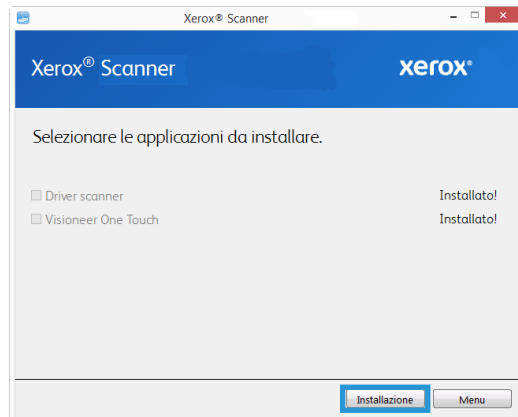 Xerox® Scanner
Xerox® Scanner
xerox®
Selezionare le applicazioni da installare.
Driver scanner Installato!
Visioneer One Touch Installato!
Installazione Menu